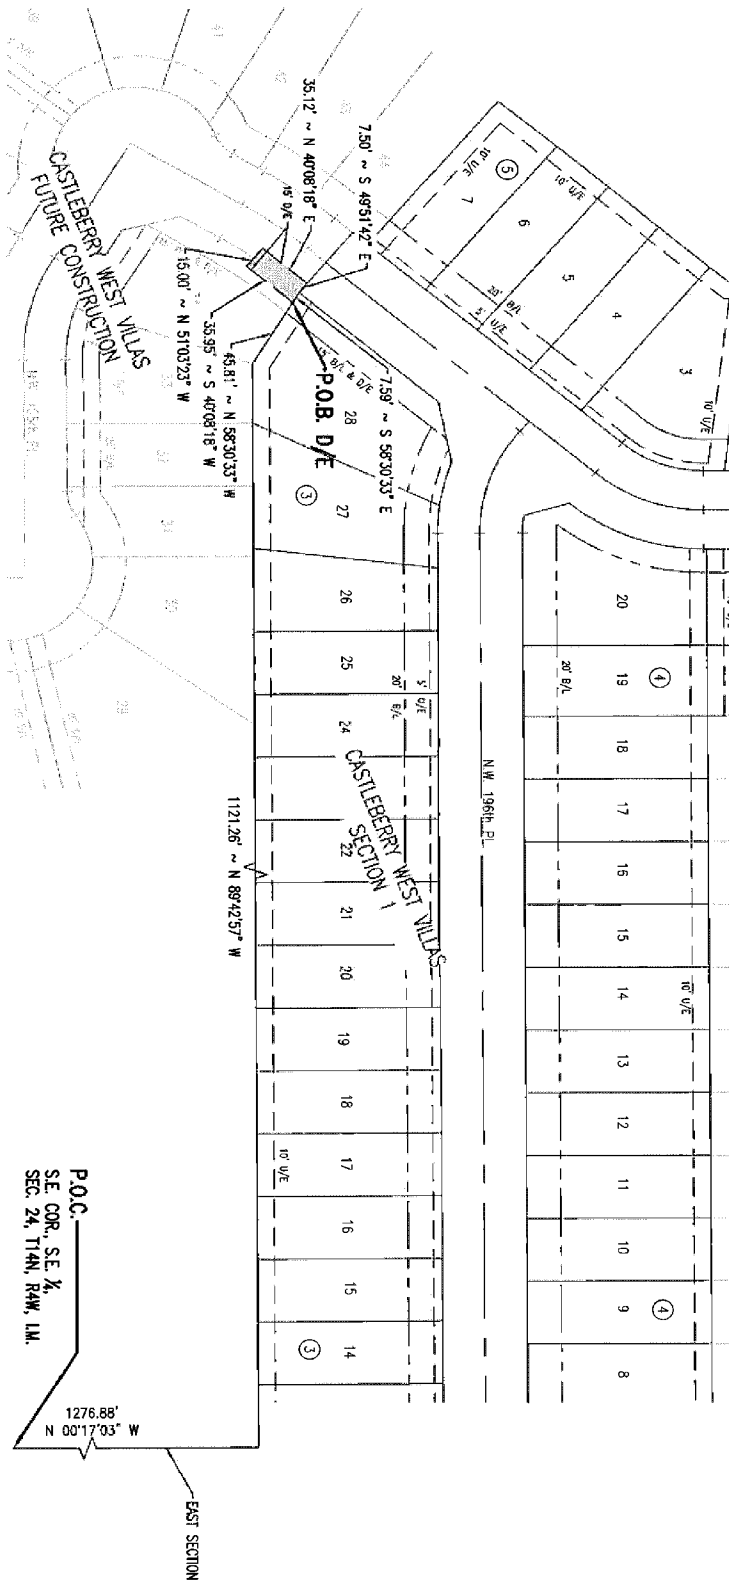 CASTLEBERRY WEST VILLAS
FUTURE CONSTRUCTION
35.12' ~ N 40°08'18" E
7.50' ~ S 49°51'42" E
15' D/E
15.00' ~ N 51°03'23" W
35.95' ~ S 40°08'18" W
45.81' ~ N 58°30'33" W
P.O.B. D/E
7.59' ~ S 58°30'33" E
15' B/L & D/E
10' U/E
5
10' U/E
7
6
5
4
3
20' B/L
5' U/E
10' U/E
28
3
27
26
25
24
22
21
20
19
18
17
16
15
14
3
5' U/E
20' B/L
10' U/E
CASTLEBERRY WEST VILLAS
SECTION 1
N.W. 196th Pl.
20
19
4
18
17
16
15
14
13
12
11
10
9
4
8
20' B/L
10' U/E
1121.26' ~ N 89°42'57" W
P.O.C.
S.E. COR., S.E. ¼,
SEC. 24, T14N, R4W, I.M.
1276.88'
N 00°17'03" W
EAST SECTION